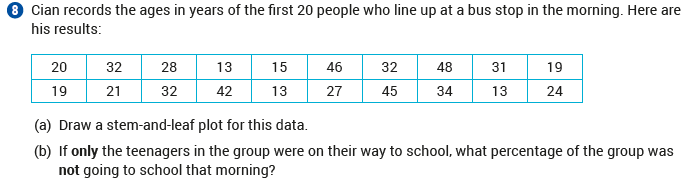 8 Cian records the ages in years of the first 20 people who line up at a bus stop in the morning. Here are
his results:
20 32 28 13 15 46 32 48 31 19
19 21 32 42 13 27 45 34 13 24
(a) Draw a stem-and-leaf plot for this data.
(b) If only the teenagers in the group were on their way to school, what percentage of the group was
not going to school that morning?